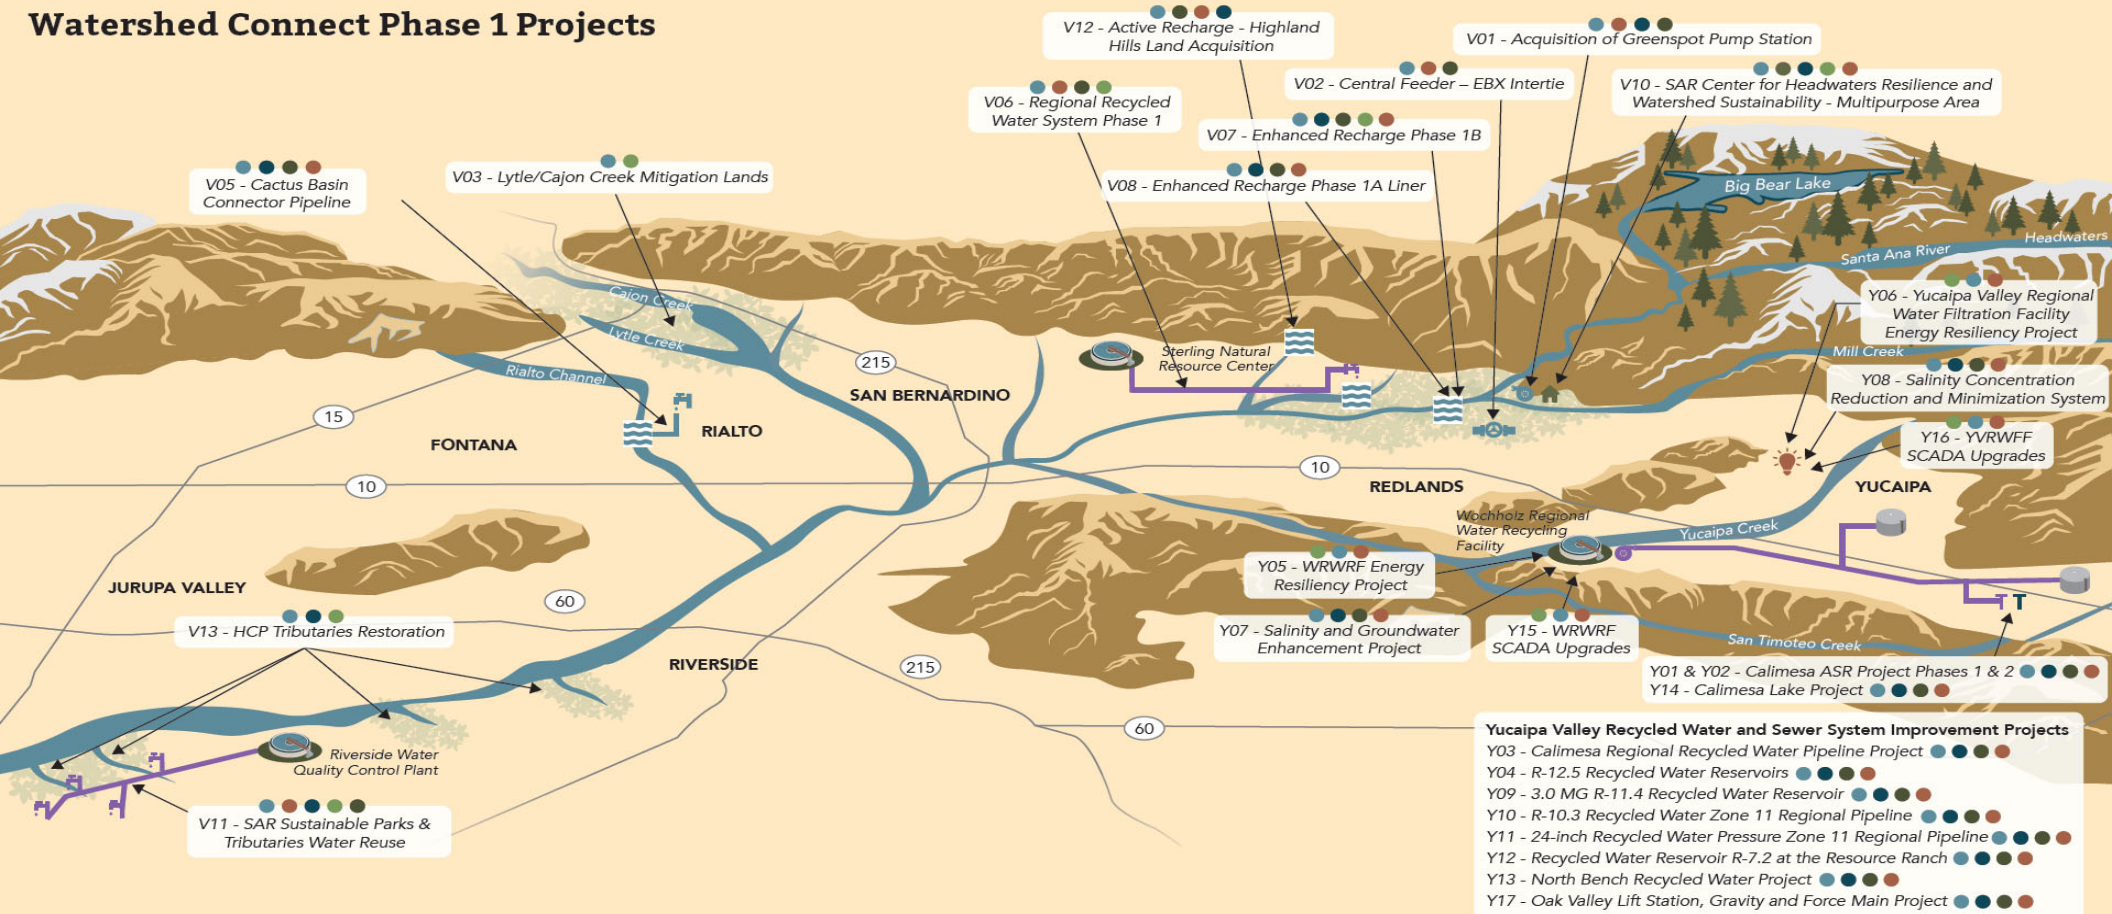 Watershed Connect Phase 1 Projects
V12 - Active Recharge - Highland
Hills Land Acquisition
V01 - Acquisition of Greenspot Pump Station
V02 - Central Feeder – EBX Intertie
V10 - SAR Center for Headwaters Resilience and
Watershed Sustainability - Multipurpose Area
V06 - Regional Recycled
Water System Phase 1
V07 - Enhanced Recharge Phase 1B
V08 - Enhanced Recharge Phase 1A Liner
V05 - Cactus Basin
Connector Pipeline
V03 - Lytle/Cajon Creek Mitigation Lands
Big Bear Lake
Headwaters
Santa Ana River
Cajon Creek
Lytle Creek
Rialto Channel
215
15
10
SAN BERNARDINO
RIALTO
FONTANA
Sterling Natural
Resource Center
Y06 - Yucaipa Valley Regional
Water Filtration Facility
Energy Resiliency Project
Mill Creek
Y08 - Salinity Concentration
Reduction and Minimization System
Y16 - YVRWFF
SCADA Upgrades
10
REDLANDS
YUCAIPA
Wochholz Regional
Water Recycling
Facility
Yucaipa Creek
Y05 - WRWRF Energy
Resiliency Project
Y07 - Salinity and Groundwater
Enhancement Project
Y15 - WRWRF
SCADA Upgrades
San Timoteo Creek
JURUPA VALLEY
60
V13 - HCP Tributaries Restoration
RIVERSIDE
215
60
Riverside Water
Quality Control Plant
V11 - SAR Sustainable Parks &
Tributaries Water Reuse
Y01 & Y02 - Calimesa ASR Project Phases 1 & 2
Y14 - Calimesa Lake Project
Yucaipa Valley Recycled Water and Sewer System Improvement Projects
Y03 - Calimesa Regional Recycled Water Pipeline Project
Y04 - R-12.5 Recycled Water Reservoirs
Y09 - 3.0 MG R-11.4 Recycled Water Reservoir
Y10 - R-10.3 Recycled Water Zone 11 Regional Pipeline
Y11 - 24-inch Recycled Water Pressure Zone 11 Regional Pipeline
Y12 - Recycled Water Reservoir R-7.2 at the Resource Ranch
Y13 - North Bench Recycled Water Project
Y17 - Oak Valley Lift Station, Gravity and Force Main Project